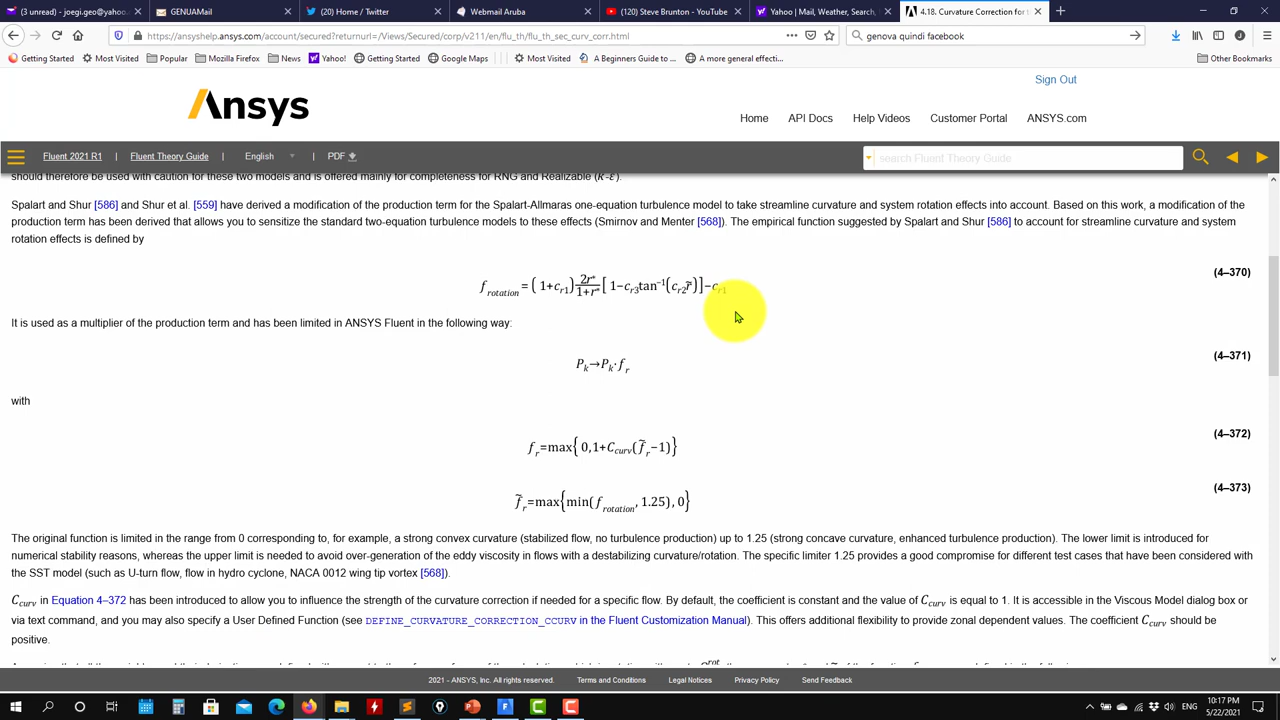 (3 unread) - joegi.geo@yahoo.
GENUAMail
(20) Home / Twitter
Webmail Aruba
(120) Steve Brunton - YouTube
Yahoo | Mail, Weather, Search,
4.18. Curvature Correction for t
https://ansyshelp.ansys.com/account/secured?returnurl=/Views/Secured/corp/v211/en/flu_th/flu_th_sec_curv_corr.html
genova quindi facebook
Getting Started
Most Visited
Popular
Mozilla Firefox
News
Yahoo!
Getting Started
Google Maps
Most Visited
A Beginners Guide to ...
A more general effecti...
Other Bookmarks
Sign Out
Ansys
Home
API Docs
Help Videos
Customer Portal
ANSYS.com
Fluent 2021 R1 | Fluent Theory Guide | English | PDF
search Fluent Theory Guide
should therefore be used with caution for these two models and is offered mainly for completeness for RNG and Realizable (K-ε).
Spalart and Shur [586] and Shur et al. [559] have derived a modification of the production term for the Spalart-Allmaras one-equation turbulence model to take streamline curvature and system rotation effects into account. Based on this work, a modification of the
production term has been derived that allows you to sensitize the standard two-equation turbulence models to these effects (Smirnov and Menter [568]). The empirical function suggested by Spalart and Shur [586] to account for streamline curvature and system
rotation effects is defined by
f_rotation = (1+c_r1) 2r*/1+r* [1−c_r3 tan⁻¹(c_r2 r̃)]−c_r1 (4–370)
It is used as a multiplier of the production term and has been limited in ANSYS Fluent in the following way:
P_k→P_k·f_r (4–371)
with
f_r=max{0,1+C_curv(f̃_r−1)} (4–372)
f̃_r=max{min(f_rotation, 1.25), 0} (4–373)
The original function is limited in the range from 0 corresponding to, for example, a strong convex curvature (stabilized flow, no turbulence production) up to 1.25 (strong concave curvature, enhanced turbulence production). The lower limit is introduced for
numerical stability reasons, whereas the upper limit is needed to avoid over-generation of the eddy viscosity in flows with a destabilizing curvature/rotation. The specific limiter 1.25 provides a good compromise for different test cases that have been considered with
the SST model (such as U-turn flow, flow in hydro cyclone, NACA 0012 wing tip vortex [568]).
C_curv in Equation 4–372 has been introduced to allow you to influence the strength of the curvature correction if needed for a specific flow. By default, the coefficient is constant and the value of C_curv is equal to 1. It is accessible in the Viscous Model dialog box or
via text command, and you may also specify a User Defined Function (see DEFINE_CURVATURE_CORRECTION_CCURV in the Fluent Customization Manual). This offers additional flexibility to provide zonal dependent values. The coefficient C_curv should be
positive.
2021 - ANSYS, Inc. All rights reserved.
Terms and Conditions
Legal Notices
Privacy Policy
Send Feedback
ENG
10:17 PM
5/22/2021